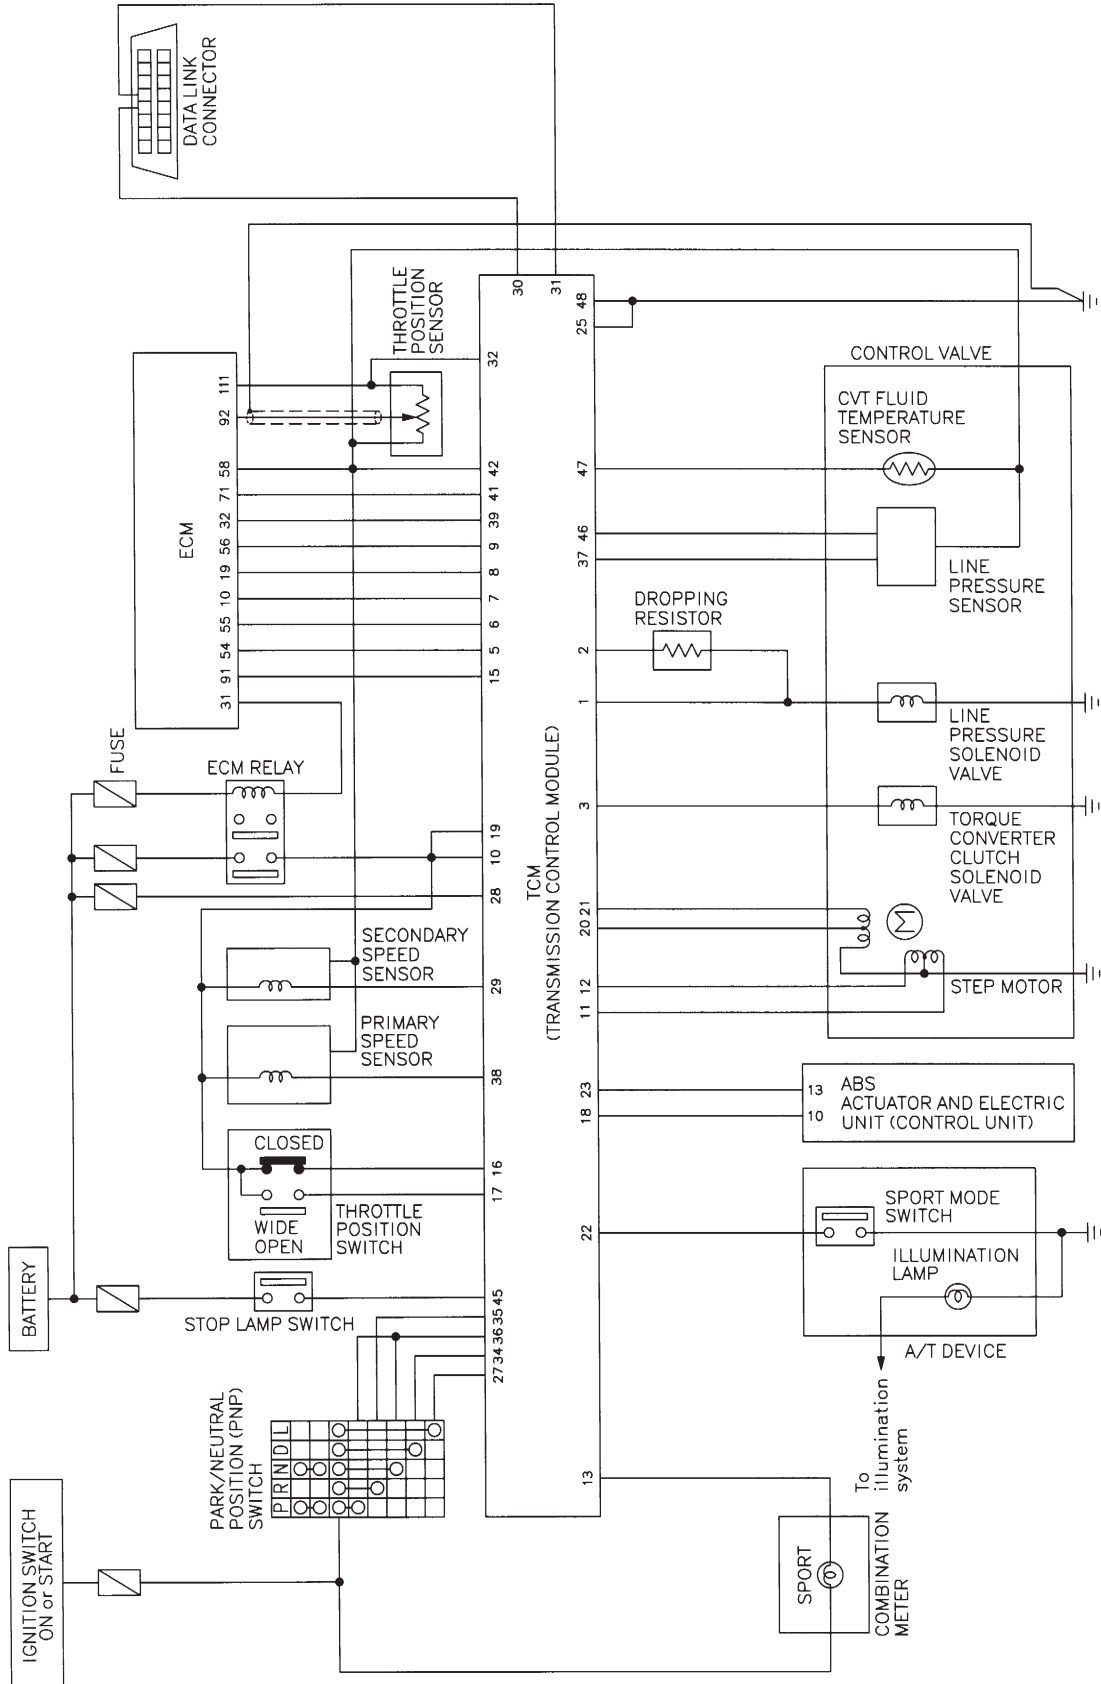 DATA LINK
CONNECTOR
THROTTLE
POSITION
SENSOR
30
31
32
48
25
ECM
111
92
58
71
32
56
19
10
55
54
91
31
42
41
39
9
8
7
6
5
15
CONTROL VALVE
CVT FLUID
TEMPERATURE
SENSOR
47
46
37
LINE
PRESSURE
SENSOR
DROPPING
RESISTOR
2
1
LINE
PRESSURE
SOLENOID
VALVE
3
TORQUE
CONVERTER
CLUTCH
SOLENOID
VALVE
FUSE
ECM RELAY
19
10
28
TCM
(TRANSMISSION CONTROL MODULE)
21
20
M
12
11
STEP MOTOR
SECONDARY
SPEED
SENSOR
29
PRIMARY
SPEED
SENSOR
38
23
18
13
10
ABS
ACTUATOR AND ELECTRIC
UNIT (CONTROL UNIT)
CLOSED
16
17
WIDE
OPEN
THROTTLE
POSITION
SWITCH
22
SPORT MODE
SWITCH
ILLUMINATION
LAMP
A/T DEVICE
To
illumination
system
BATTERY
STOP LAMP SWITCH
45
35
36
34
27
PARK/NEUTRAL
POSITION (PNP)
SWITCH
P R N D L
13
SPORT
COMBINATION
METER
IGNITION SWITCH
ON or START